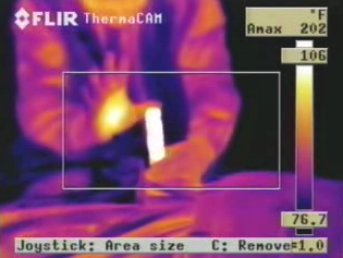 FLIR ThermaCAM
°F
Amax 202
106
76.7
Joystick: Area size C: Remove ε=1.0